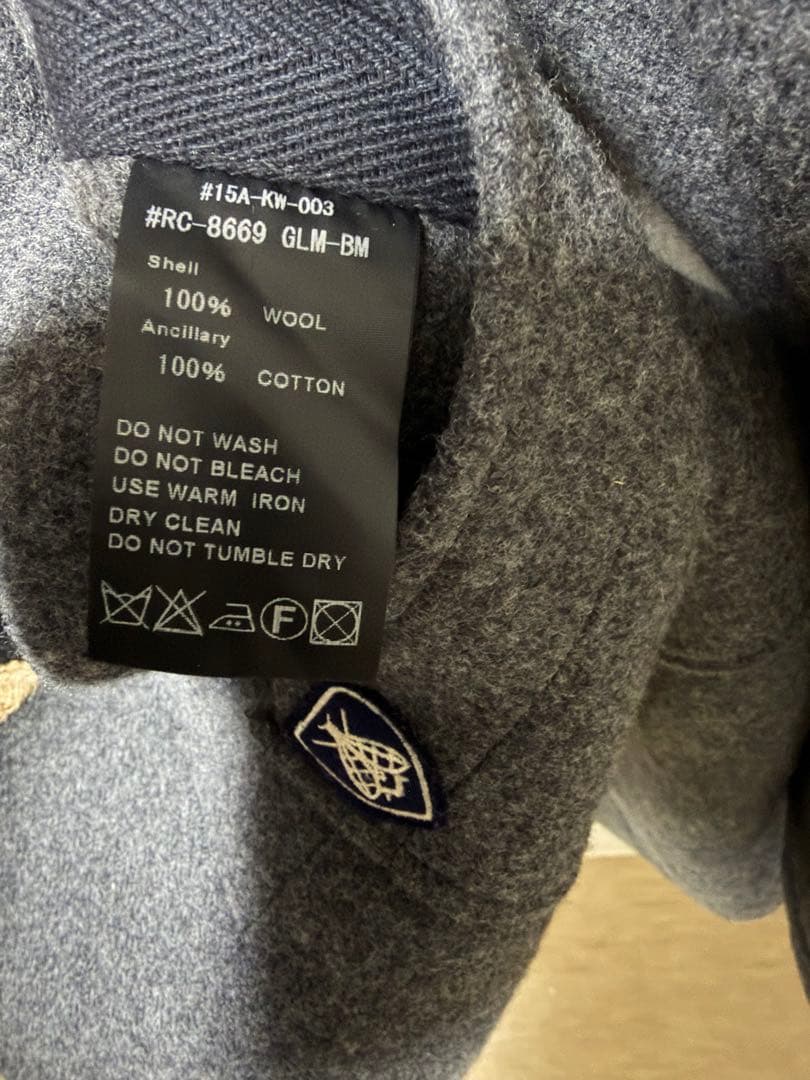 #15A-KW-003
#RC-8669 GLM-BM
Shell
100% WOOL
Ancillary
100% COTTON
DO NOT WASH
DO NOT BLEACH
USE WARM IRON
DRY CLEAN
DO NOT TUMBLE DRY
F